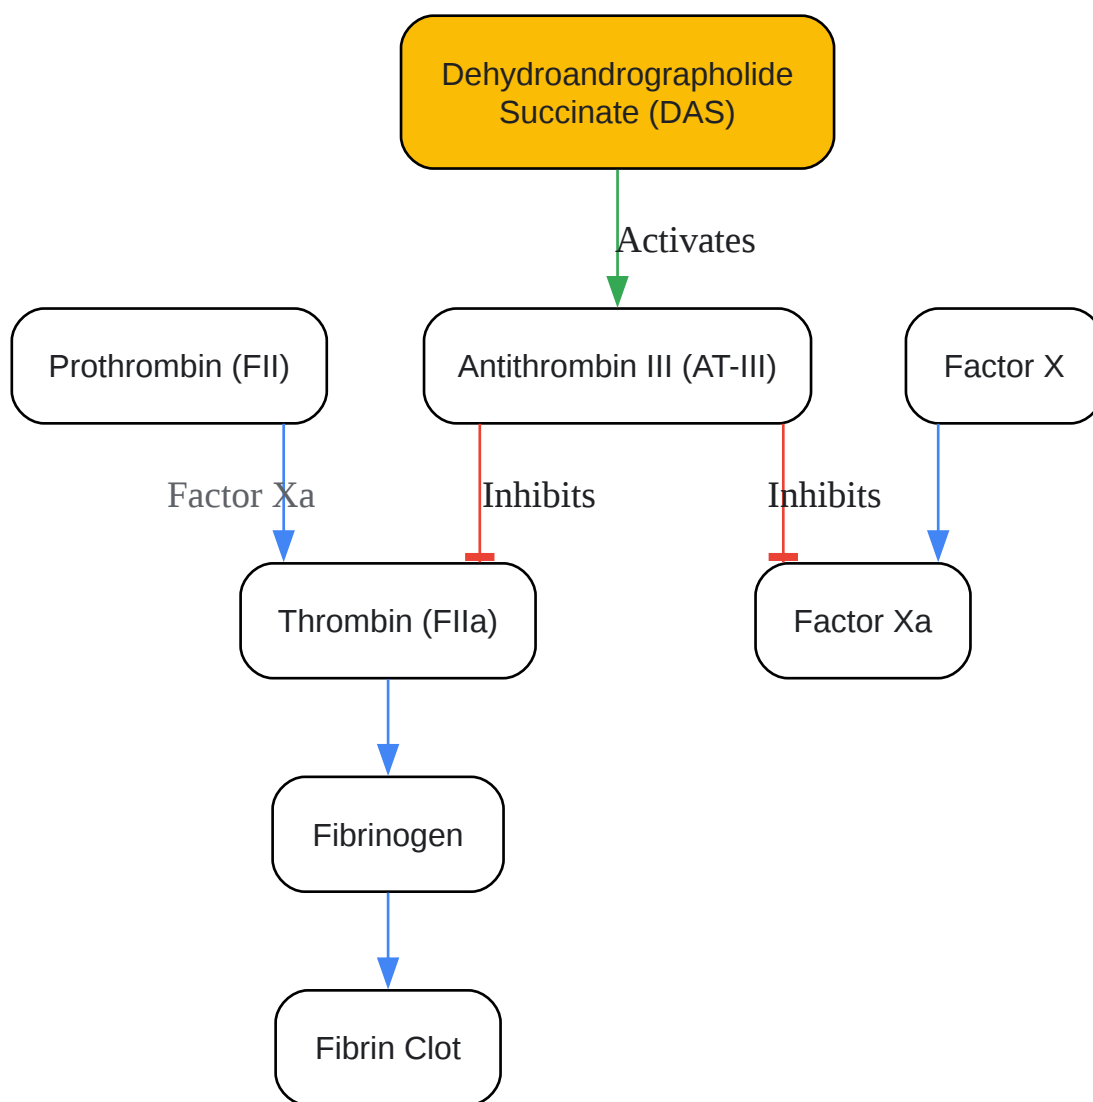 Dehydroandrographolide
Succinate (DAS)
Activates
Prothrombin (FII)
Antithrombin III (AT-III)
Factor X
Factor Xa
Inhibits
Inhibits
Thrombin (FIIa)
Factor Xa
Fibrinogen
Fibrin Clot